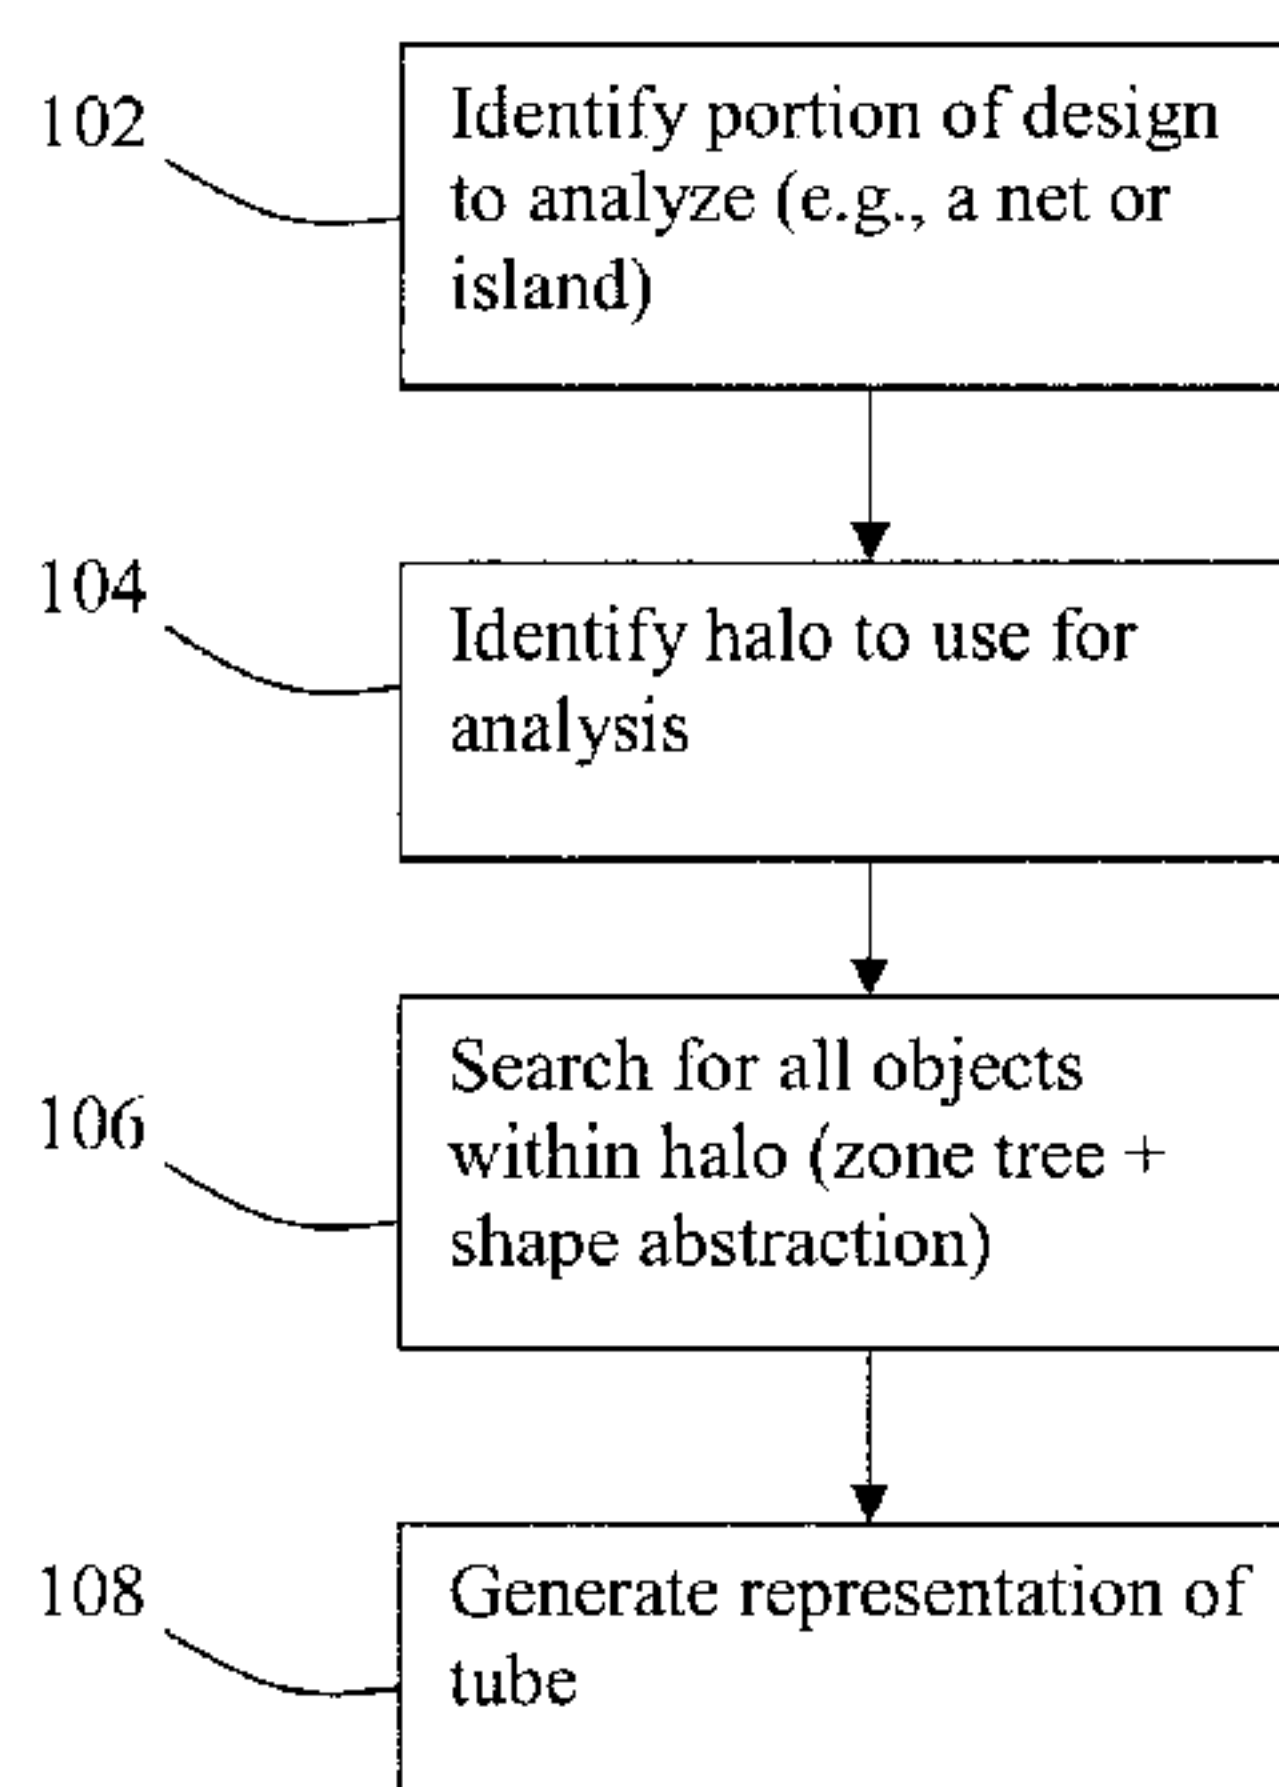 102
Identify portion of design
to analyze (e.g., a net or
island)
104
Identify halo to use for
analysis
106
Search for all objects
within halo (zone tree +
shape abstraction)
108
Generate representation of
tube